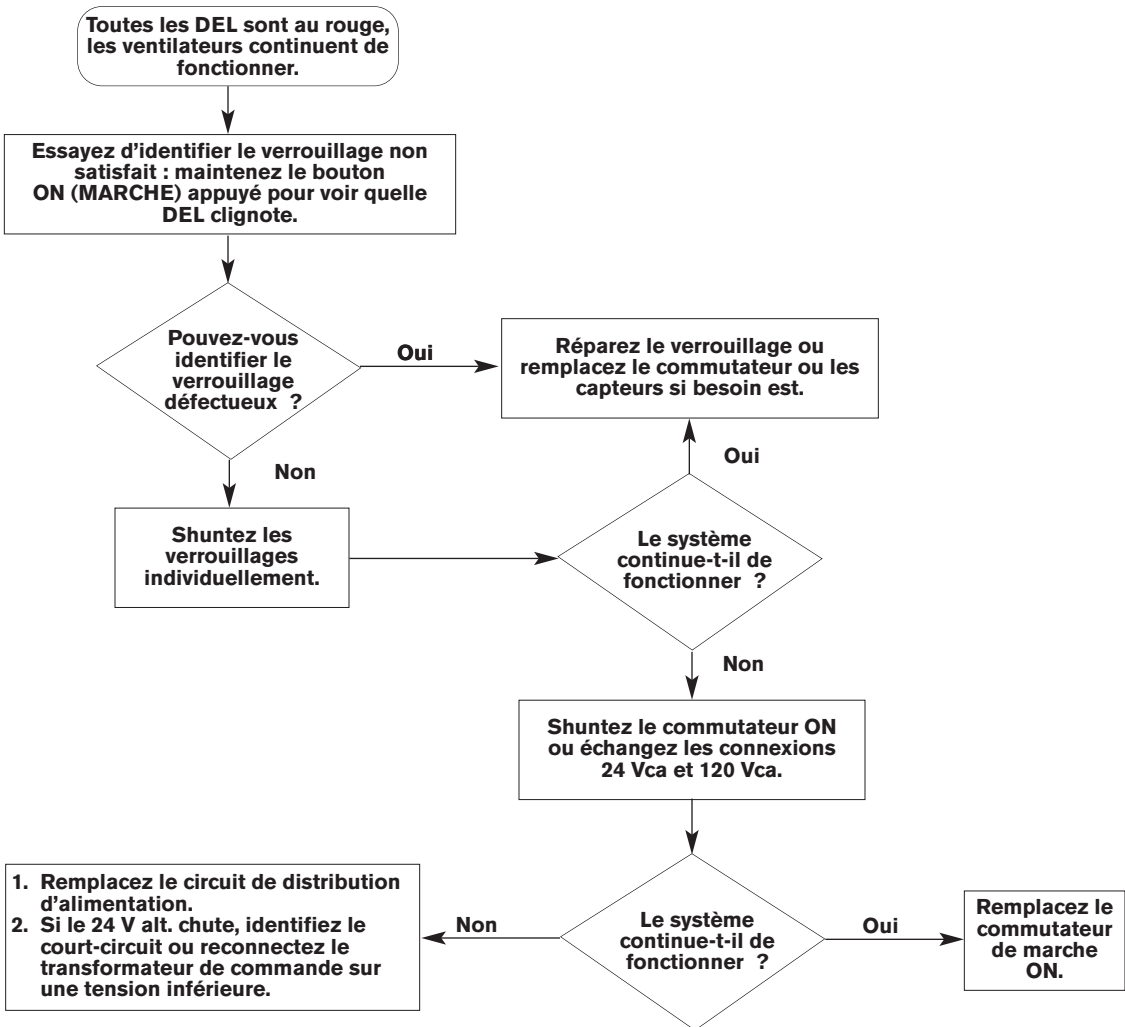 Toutes les DEL sont au rouge,
les ventilateurs continuent de
fonctionner.
Essayez d'identifier le verrouillage non
satisfait : maintenez le bouton
ON (MARCHE) appuyé pour voir quelle
DEL clignote.
Pouvez-vous
identifier le
verrouillage
défectueux ?
Oui
Réparez le verrouillage ou
remplacez le commutateur ou les
capteurs si besoin est.
Non
Oui
Shuntez les
verrouillages
individuellement.
Le système
continue-t-il de
fonctionner ?
Non
Shuntez le commutateur ON
ou échangez les connexions
24 Vca et 120 Vca.
1. Remplacez le circuit de distribution
d'alimentation.
2. Si le 24 V alt. chute, identifiez le
court-circuit ou reconnectez le
transformateur de commande sur
une tension inférieure.
Non
Le système
continue-t-il de
fonctionner ?
Oui
Remplacez le
commutateur
de marche
ON.